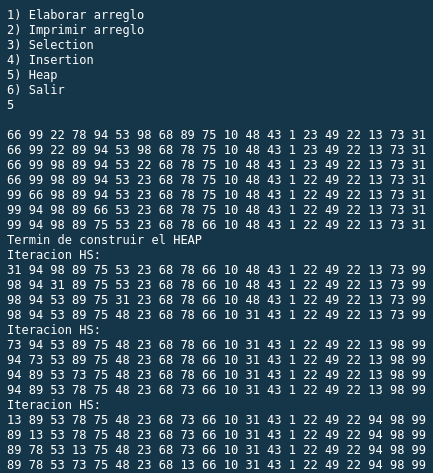 1) Elaborar arreglo
2) Imprimir arreglo
3) Selection
4) Insertion
5) Heap
6) Salir
5
66 99 22 78 94 53 98 68 89 75 10 48 43 1 23 49 22 13 73 31
66 99 22 89 94 53 98 68 78 75 10 48 43 1 23 49 22 13 73 31
66 99 98 89 94 53 22 68 78 75 10 48 43 1 23 49 22 13 73 31
66 99 98 89 94 53 23 68 78 75 10 48 43 1 22 49 22 13 73 31
99 66 98 89 94 53 23 68 78 75 10 48 43 1 22 49 22 13 73 31
99 94 98 89 66 53 23 68 78 75 10 48 43 1 22 49 22 13 73 31
99 94 98 89 75 53 23 68 78 66 10 48 43 1 22 49 22 13 73 31
Termin de construir el HEAP
Iteracion HS:
31 94 98 89 75 53 23 68 78 66 10 48 43 1 22 49 22 13 73 99
98 94 31 89 75 53 23 68 78 66 10 48 43 1 22 49 22 13 73 99
98 94 53 89 75 31 23 68 78 66 10 48 43 1 22 49 22 13 73 99
98 94 53 89 75 48 23 68 78 66 10 31 43 1 22 49 22 13 73 99
Iteracion HS:
73 94 53 89 75 48 23 68 78 66 10 31 43 1 22 49 22 13 98 99
94 73 53 89 75 48 23 68 78 66 10 31 43 1 22 49 22 13 98 99
94 89 53 73 75 48 23 68 78 66 10 31 43 1 22 49 22 13 98 99
94 89 53 78 75 48 23 68 73 66 10 31 43 1 22 49 22 13 98 99
Iteracion HS:
13 89 53 78 75 48 23 68 73 66 10 31 43 1 22 49 22 94 98 99
89 13 53 78 75 48 23 68 73 66 10 31 43 1 22 49 22 94 98 99
89 78 53 13 75 48 23 68 73 66 10 31 43 1 22 49 22 94 98 99
89 78 53 73 75 48 23 68 13 66 10 31 43 1 22 49 22 94 98 99